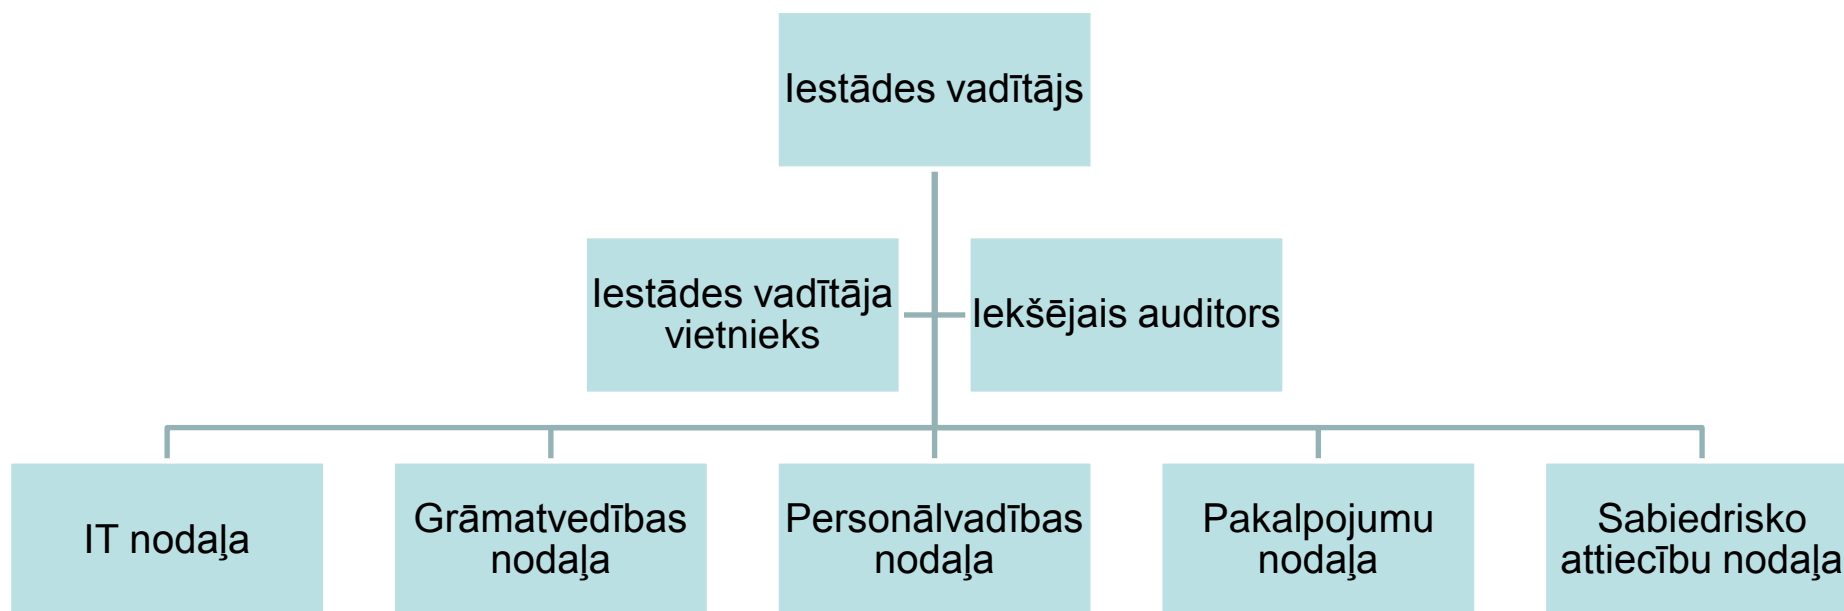 Iestādes vadītājs
Iestādes vadītāja
vietnieks
Iekšējais auditors
IT nodaļa
Grāmatvedības
nodaļa
Personālvadības
nodaļa
Pakalpojumu
nodaļa
Sabiedrisko
attiecību nodaļa